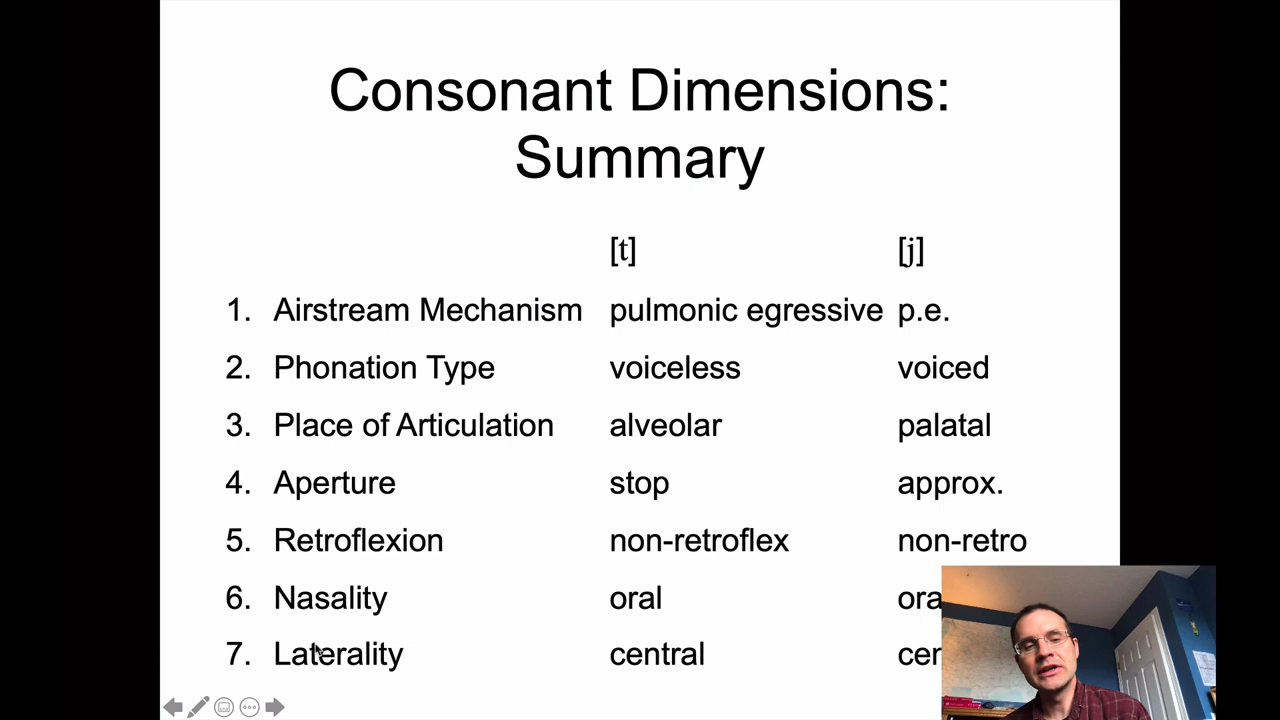 Consonant Dimensions:
Summary
[t] [j]
1. Airstream Mechanism pulmonic egressive p.e.
2. Phonation Type voiceless voiced
3. Place of Articulation alveolar palatal
4. Aperture stop approx.
5. Retroflexion non-retroflex non-retro
6. Nasality oral
7. Laterality central